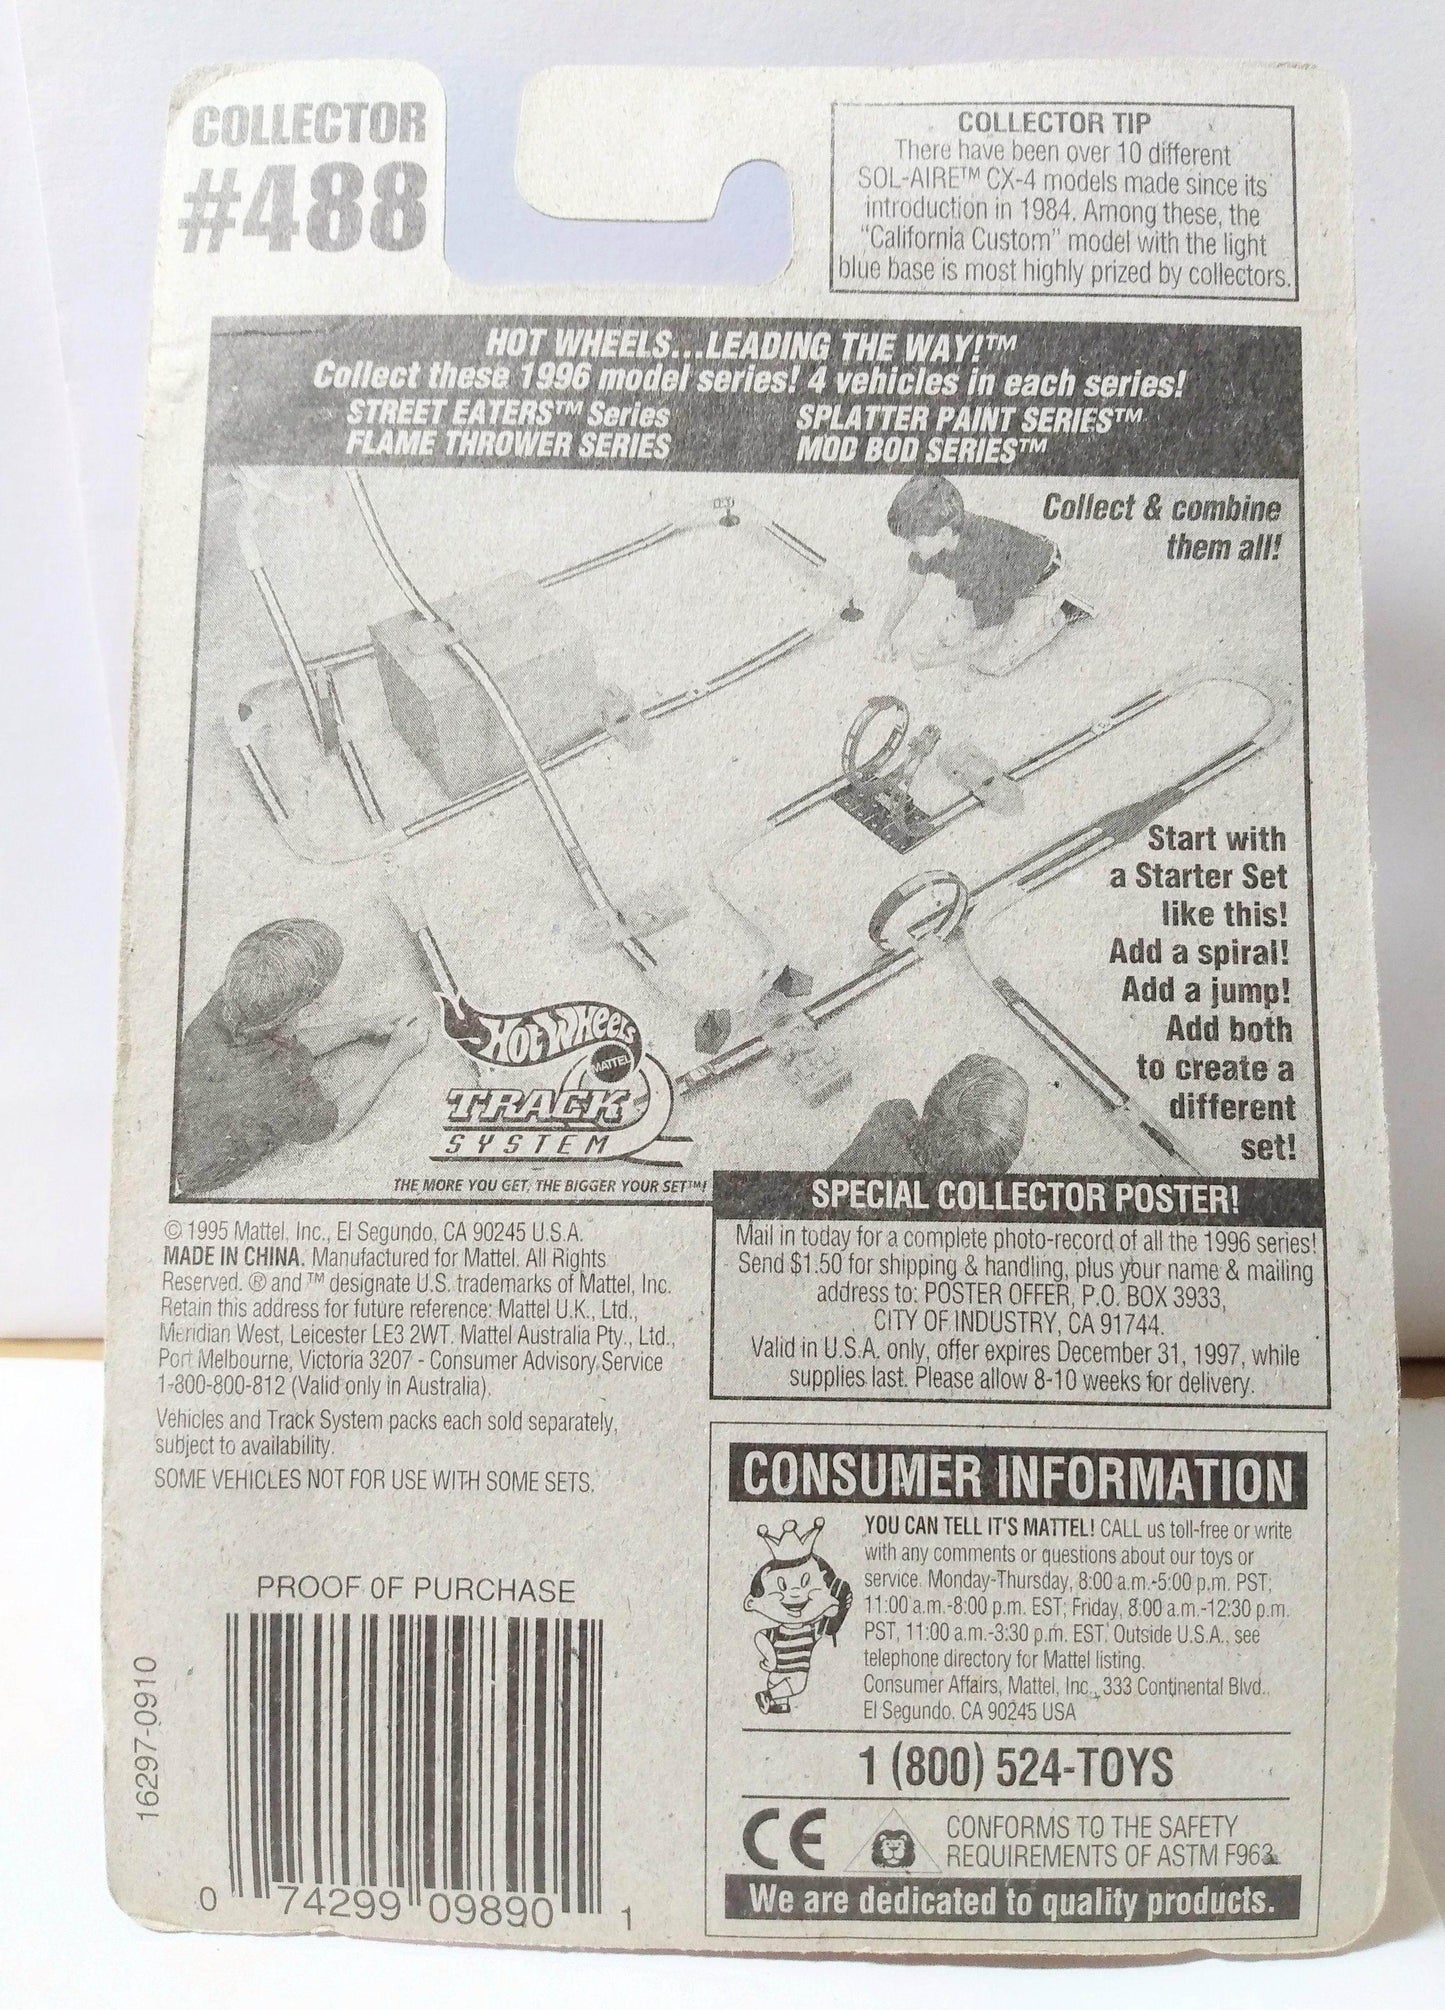 COLLECTOR
#488
COLLECTOR TIP
There have been over 10 different
SOL-AIRE™ CX-4 models made since its
introduction in 1984. Among these, the
"California Custom" model with the light
blue base is most highly prized by collectors.
HOT WHEELS...LEADING THE WAY!™
Collect these 1996 model series! 4 vehicles in each series!
STREET EATERS™ Series
FLAME THROWER SERIES
SPLATTER PAINT SERIES™
MOD BOD SERIES™
Collect & combine
them all!
Start with
a Starter Set
like this!
Add a spiral!
Add a jump!
Add both
to create a
different
set!
HOT WHEELS
MATTEL
TRACK
SYSTEM
THE MORE YOU GET, THE BIGGER YOUR SET™!
© 1995 Mattel, Inc., El Segundo, CA 90245 U.S.A.
MADE IN CHINA. Manufactured for Mattel. All Rights
Reserved. ® and ™ designate U.S. trademarks of Mattel, Inc.
Retain this address for future reference: Mattel U.K., Ltd.,
Meridian West, Leicester LE3 2WT. Mattel Australia Pty., Ltd.,
Port Melbourne, Victoria 3207 - Consumer Advisory Service
1-800-800-812 (Valid only in Australia).
Vehicles and Track System packs each sold separately,
subject to availability.
SOME VEHICLES NOT FOR USE WITH SOME SETS.
SPECIAL COLLECTOR POSTER!
Mail in today for a complete photo-record of all the 1996 series!
Send $1.50 for shipping & handling, plus your name & mailing
address to: POSTER OFFER, P.O. BOX 3933,
CITY OF INDUSTRY, CA 91744.
Valid in U.S.A. only, offer expires December 31, 1997, while
supplies last. Please allow 8-10 weeks for delivery.
CONSUMER INFORMATION
YOU CAN TELL IT'S MATTEL! CALL us toll-free or write
with any comments or questions about our toys or
service. Monday-Thursday, 8:00 a.m.-5:00 p.m. PST;
11:00 a.m.-8:00 p.m. EST; Friday, 8:00 a.m.-12:30 p.m.
PST, 11:00 a.m.-3:30 p.m. EST. Outside U.S.A., see
telephone directory for Mattel listing.
Consumer Affairs, Mattel, Inc., 333 Continental Blvd.,
El Segundo, CA 90245 USA
1 (800) 524-TOYS
CE
CONFORMS TO THE SAFETY
REQUIREMENTS OF ASTM F963.
We are dedicated to quality products.
PROOF OF PURCHASE
16297-0910
0 74299 09890 1